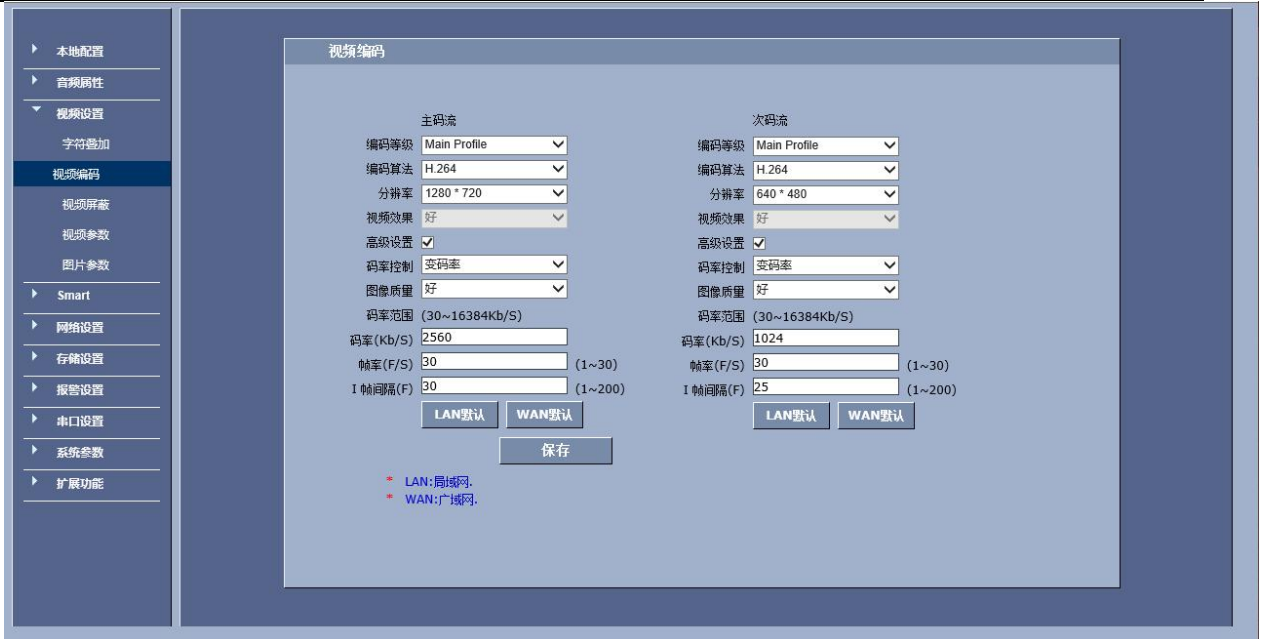 本地配置
音频属性
视频设置
字符叠加
视频编码
视频屏蔽
视频参数
图片参数
Smart
网络设置
存储设置
报警设置
串口设置
系统参数
扩展功能
视频编码
主码流
编码等级 Main Profile
编码算法 H.264
分辨率 1280 * 720
视频效果 好
高级设置
码率控制 变码率
图像质量 好
码率范围 (30~16384Kb/S)
码率(Kb/S) 2560
帧率(F/S) 30 (1~30)
I 帧间隔(F) 30 (1~200)
LAN默认 WAN默认
次码流
编码等级 Main Profile
编码算法 H.264
分辨率 640 * 480
视频效果 好
高级设置
码率控制 变码率
图像质量 好
码率范围 (30~16384Kb/S)
码率(Kb/S) 1024
帧率(F/S) 30 (1~30)
I 帧间隔(F) 25 (1~200)
LAN默认 WAN默认
保存
* LAN:局域网.
* WAN:广域网.